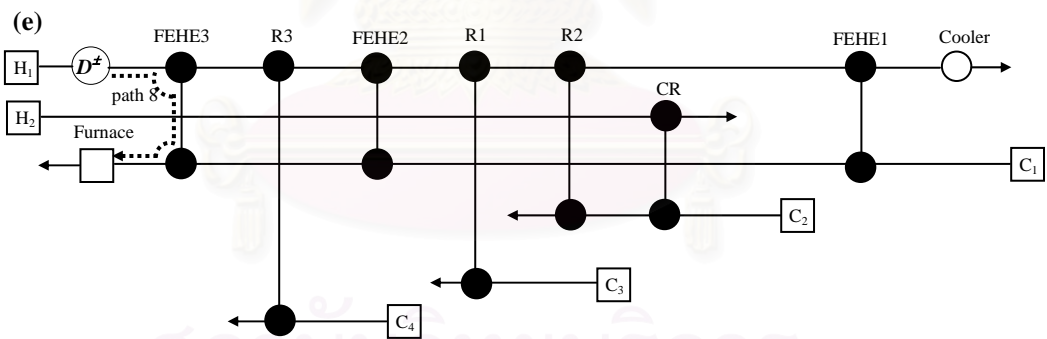 (e)
FEHE3 R3 FEHE2 R1 R2 FEHE1 Cooler
H1 D±
path 8
CR
H2
Furnace
C1
C2
C3
C4